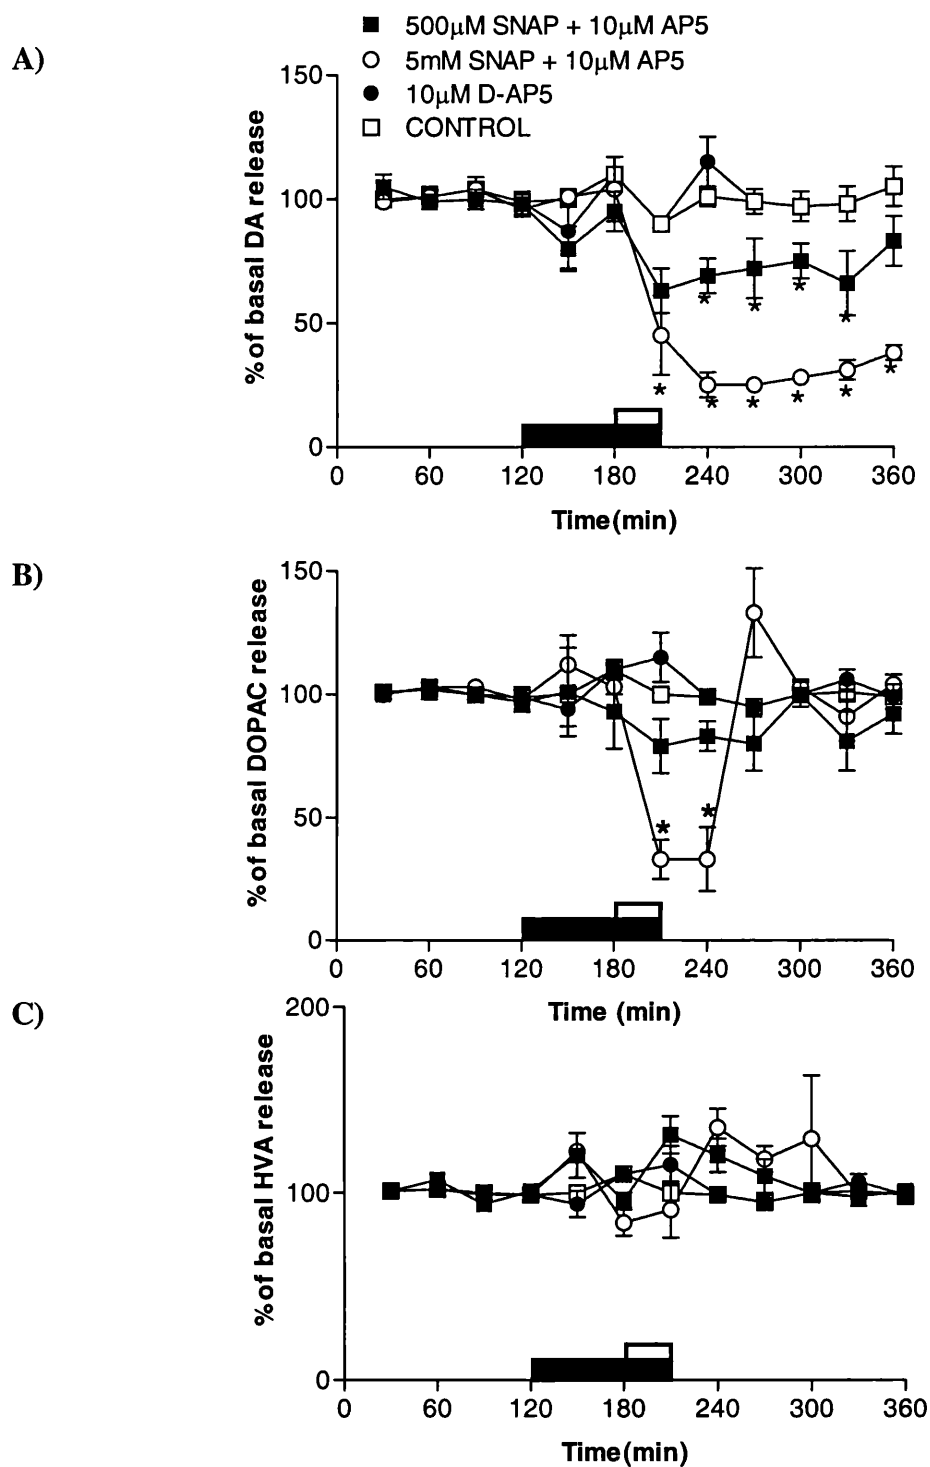 500μM SNAP + 10μM AP5
5mM SNAP + 10μM AP5
10μM D-AP5
CONTROL
A)
150
100
50
0
% of basal DA release
0 60 120 180 240 300 360
* * * *
* * * * * *
Time (min)
B)
150
100
50
0
% of basal DOPAC release
* *
0 60 120 180 240 300 360
Time (min)
C)
200
100
0
% of basal HVA release
0 60 120 180 240 300 360
Time (min)